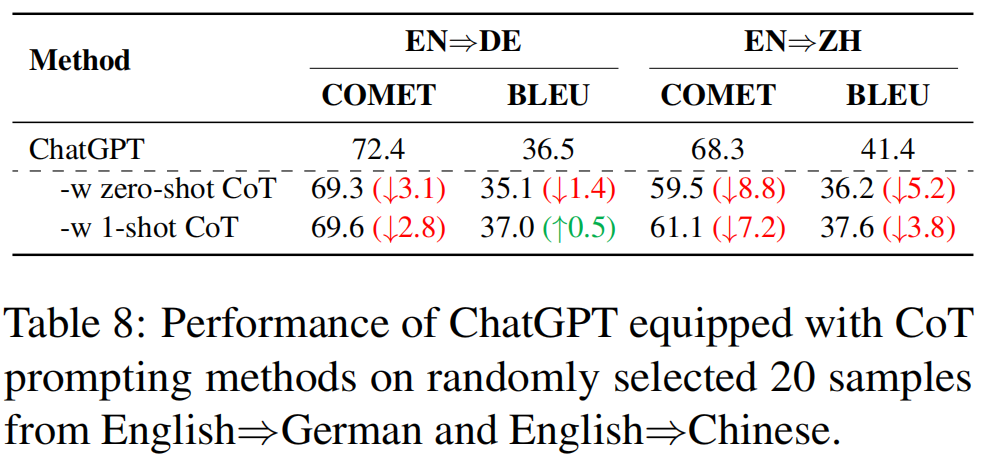 Method EN⇒DE EN⇒ZH
COMET BLEU COMET BLEU
ChatGPT 72.4 36.5 68.3 41.4
-w zero-shot CoT 69.3 (↓3.1) 35.1 (↓1.4) 59.5 (↓8.8) 36.2 (↓5.2)
-w 1-shot CoT 69.6 (↓2.8) 37.0 (↑0.5) 61.1 (↓7.2) 37.6 (↓3.8)
Table 8: Performance of ChatGPT equipped with CoT
prompting methods on randomly selected 20 samples
from English⇒German and English⇒Chinese.